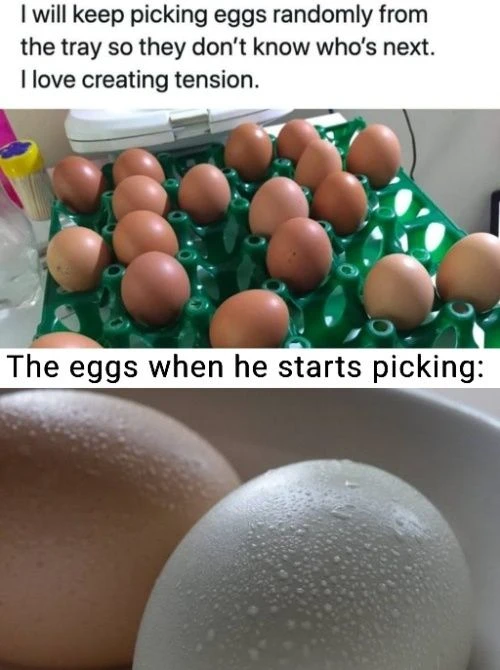 I will keep picking eggs randomly from
the tray so they don't know who's next.
I love creating tension.
The eggs when he starts picking: